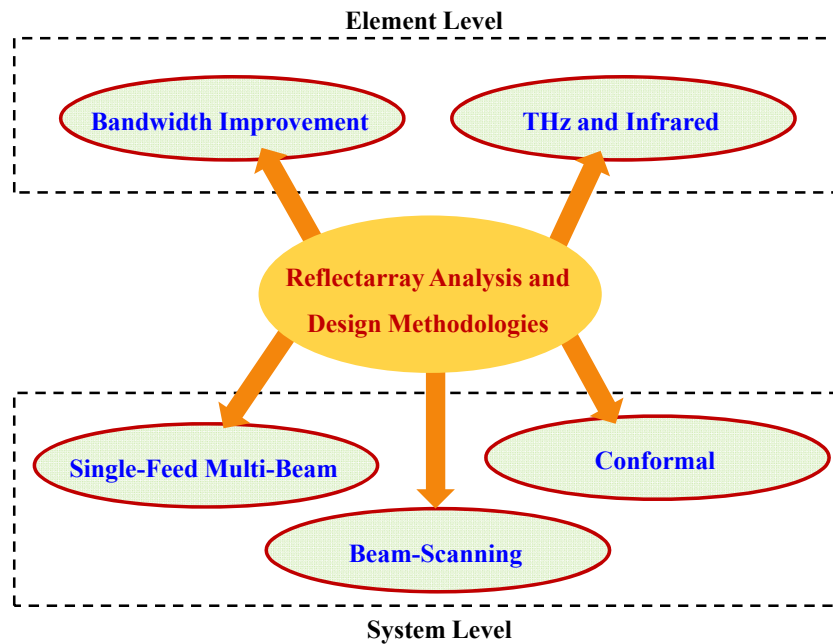 Element Level
Bandwidth Improvement
THz and Infrared
Reflectarray Analysis and
Design Methodologies
Single-Feed Multi-Beam
Conformal
Beam-Scanning
System Level